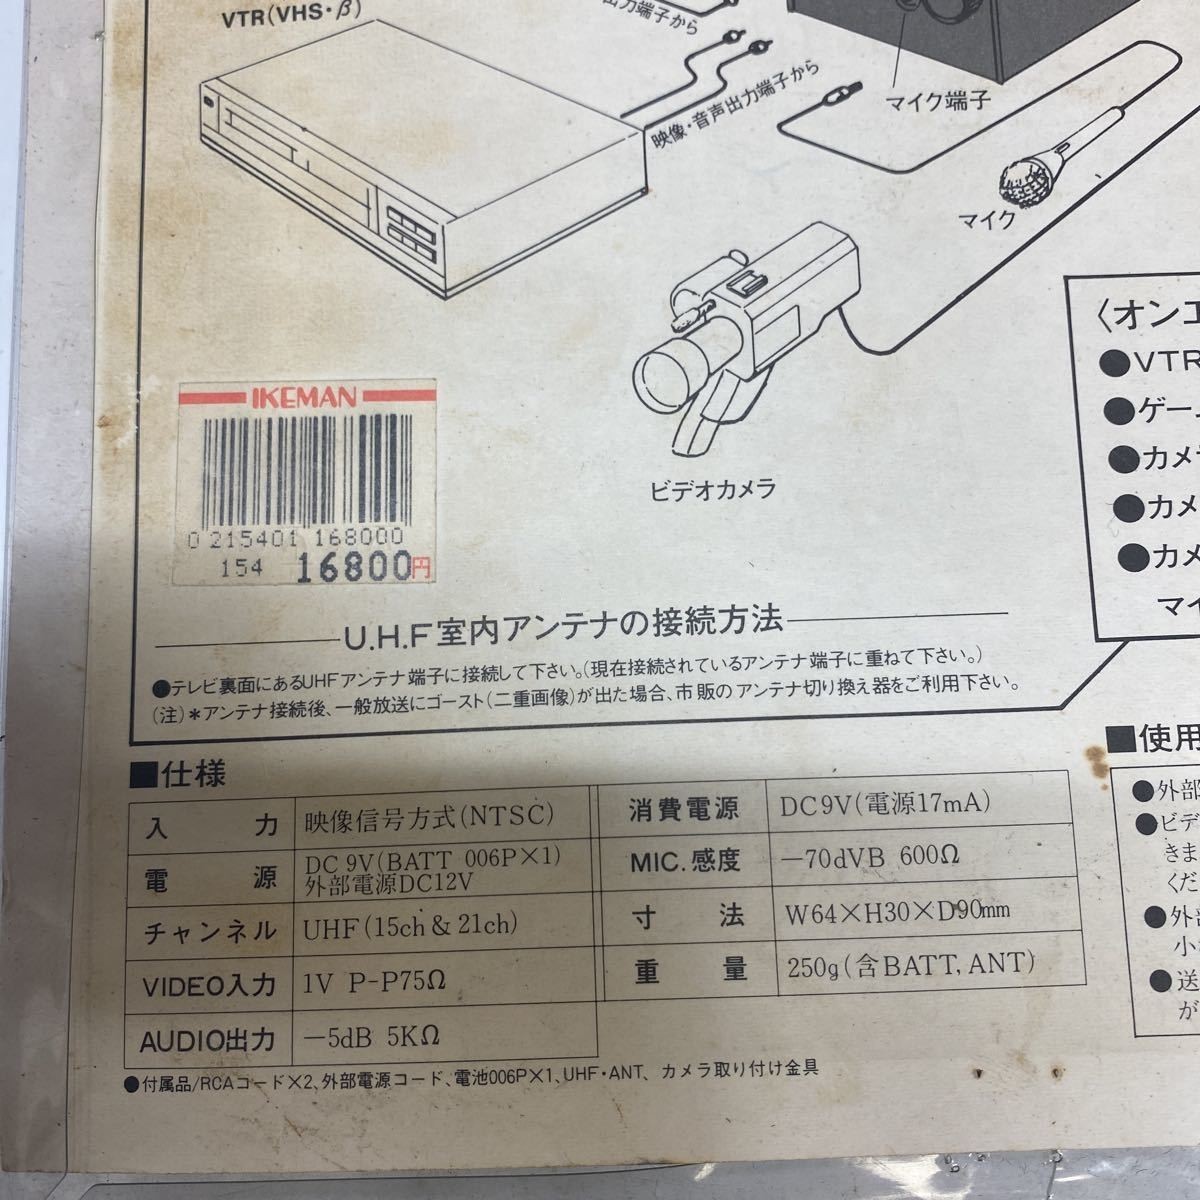 VTR(VHS・β)
出力端子から
映像・音声出力端子から
マイク端子
マイク
ビデオカメラ
IKEMAN
0 215401 168000
154 16800円
〈オンエ
●VTR
●ゲー
●カメラ
●カメ
●カメ
マイ
U.H.F室内アンテナの接続方法
●テレビ裏面にあるUHFアンテナ端子に接続して下さい。(現在接続されているアンテナ端子に重ねて下さい。)
(注)*アンテナ接続後、一般放送にゴースト(二重画像)が出た場合、市販のアンテナ切り換え器をご利用下さい。
■仕様
入力 映像信号方式(NTSC)
電源 DC 9V(BATT 006P×1)
外部電源DC12V
チャンネル UHF(15ch & 21ch)
VIDEO入力 1V P-P75Ω
AUDIO出力 -5dB 5KΩ
消費電源 DC9V(電源17mA)
MIC.感度 -70dVB 600Ω
寸法 W64×H30×D90mm
重量 250g(含BATT,ANT)
●付属品/RCAコード×2、外部電源コード、電池006P×1、UHF・ANT、カメラ取り付け金具
■使用
●外部
●ビデ
きま
くだ
●外部
小
●送
が